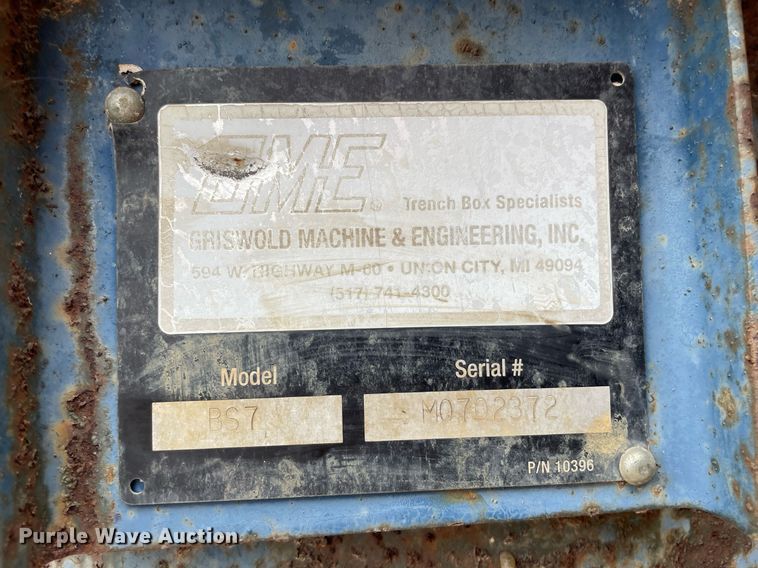 GME®
Trench Box Specialists
GRISWOLD MACHINE & ENGINEERING, INC.
594 W. HIGHWAY M-60 • UNION CITY, MI 49094
(517) 741-4300
Model Serial #
BS7 M0702372
P/N 10396
Purple Wave Auction